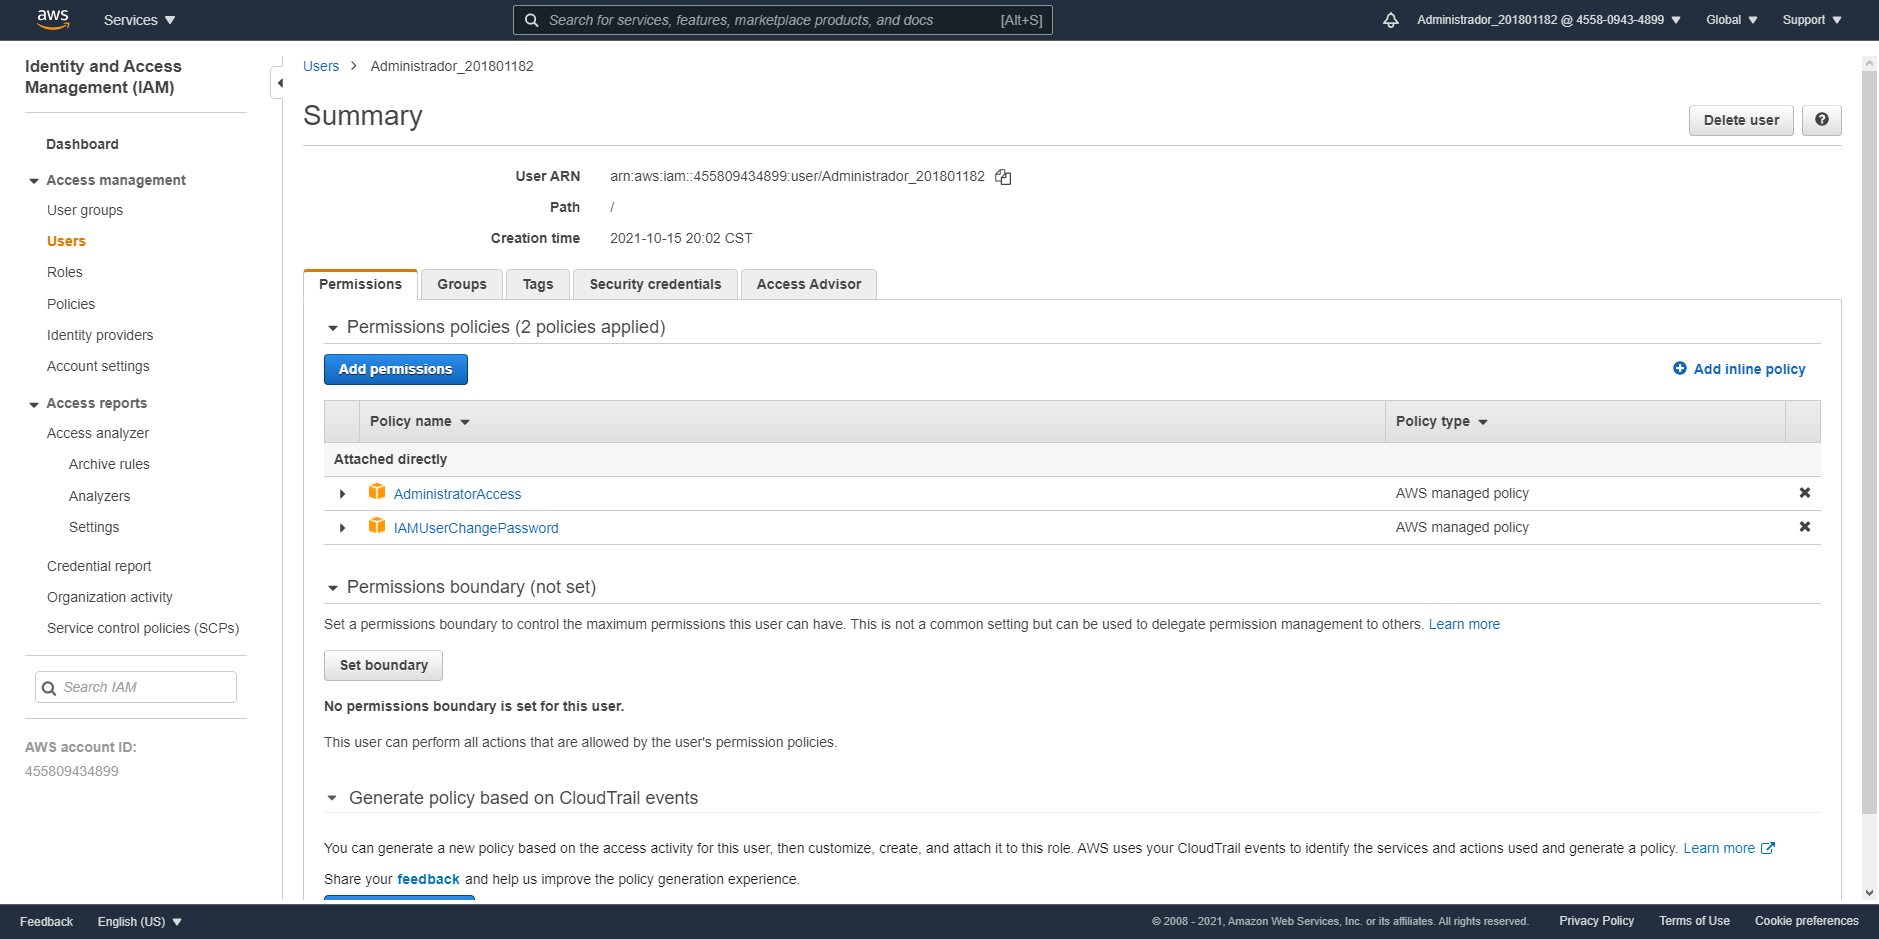 aws Services Search for services, features, marketplace products, and docs [Alt+S] Administrador_201801182 @ 4558-0943-4899 Global Support
Identity and Access
Management (IAM)
Dashboard
Access management
User groups
Users
Roles
Policies
Identity providers
Account settings
Access reports
Access analyzer
Archive rules
Analyzers
Settings
Credential report
Organization activity
Service control policies (SCPs)
Search IAM
AWS account ID:
455809434899
Users > Administrador_201801182
Summary
Delete user
User ARN arn:aws:iam::455809434899:user/Administrador_201801182
Path /
Creation time 2021-10-15 20:02 CST
Permissions Groups Tags Security credentials Access Advisor
Permissions policies (2 policies applied)
Add permissions Add inline policy
Policy name Policy type
Attached directly
AdministratorAccess AWS managed policy
IAMUserChangePassword AWS managed policy
Permissions boundary (not set)
Set a permissions boundary to control the maximum permissions this user can have. This is not a common setting but can be used to delegate permission management to others. Learn more
Set boundary
No permissions boundary is set for this user.
This user can perform all actions that are allowed by the user's permission policies.
Generate policy based on CloudTrail events
You can generate a new policy based on the access activity for this user, then customize, create, and attach it to this role. AWS uses your CloudTrail events to identify the services and actions used and generate a policy. Learn more
Share your feedback and help us improve the policy generation experience.
Feedback English (US) © 2008 - 2021, Amazon Web Services, Inc. or its affiliates. All rights reserved. Privacy Policy Terms of Use Cookie preferences